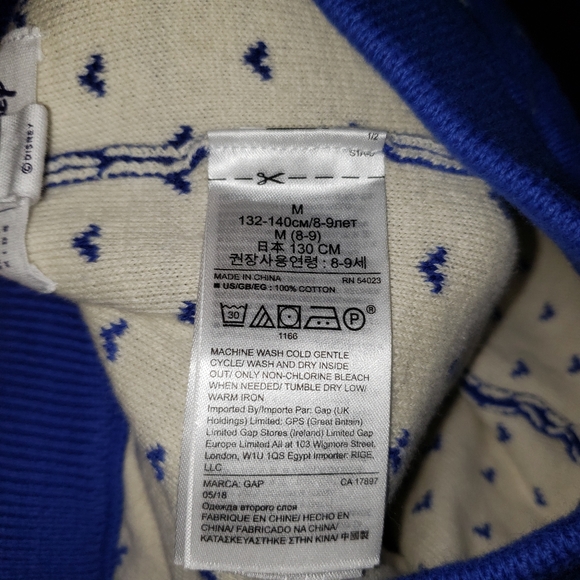 © DISNEY
1/2
M
132-140см/8-9лет
M (8-9)
日本 130 CM
권장사용연령 : 8-9세
MADE IN CHINA RN 54023
■ US/GB/EG : 100% COTTON
30 P ®
1166
MACHINE WASH COLD GENTLE
CYCLE/ WASH AND DRY INSIDE
OUT/ ONLY NON-CHLORINE BLEACH
WHEN NEEDED/ TUMBLE DRY LOW/
WARM IRON
Imported By/Importe Par: Gap (UK
Holdings) Limited: GPS (Great Britain)
Limited Gap Stores (Ireland) Limited Gap
Europe Limited All at 103 Wigmore Street,
London, W1U 1QS Egypt Importer: RIGE,
LLC
MARCA: GAP CA 17897
05/18
Одежда второго слоя
FABRIQUE EN CHINE/ HECHO EN
CHINA/ FABRICADO NA CHINA/
ΚΑΤΑΣΚΕΥΑΣΤΗΚΕ ΣΤΗΝ ΚΙΝΑ/ 中國製